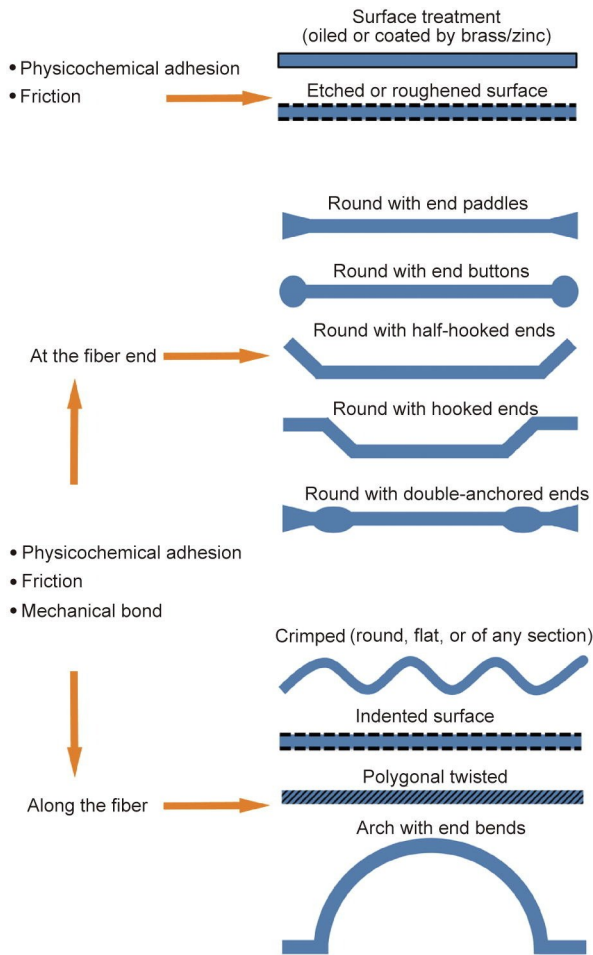 Surface treatment
(oiled or coated by brass/zinc)
• Physicochemical adhesion
• Friction
Etched or roughened surface
Round with end paddles
Round with end buttons
Round with half-hooked ends
At the fiber end
Round with hooked ends
Round with double-anchored ends
• Physicochemical adhesion
• Friction
• Mechanical bond
Crimped (round, flat, or of any section)
Indented surface
Polygonal twisted
Along the fiber
Arch with end bends